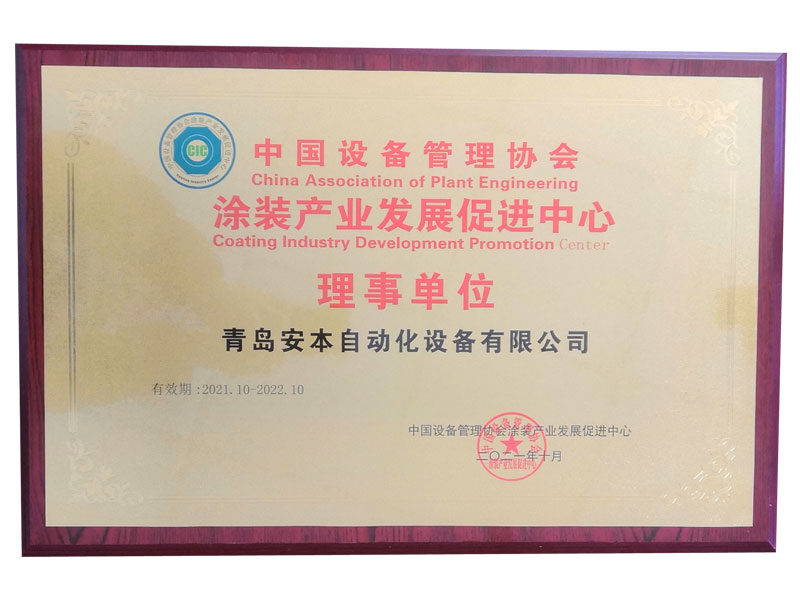 CIC
中国设备管理协会
China Association of Plant Engineering
涂装产业发展促进中心
Coating Industry Development Promotion Center
理事单位
青岛安本自动化设备有限公司
有效期:2021.10-2022.10
中国设备管理协会涂装产业发展促进中心
二〇二一年十月